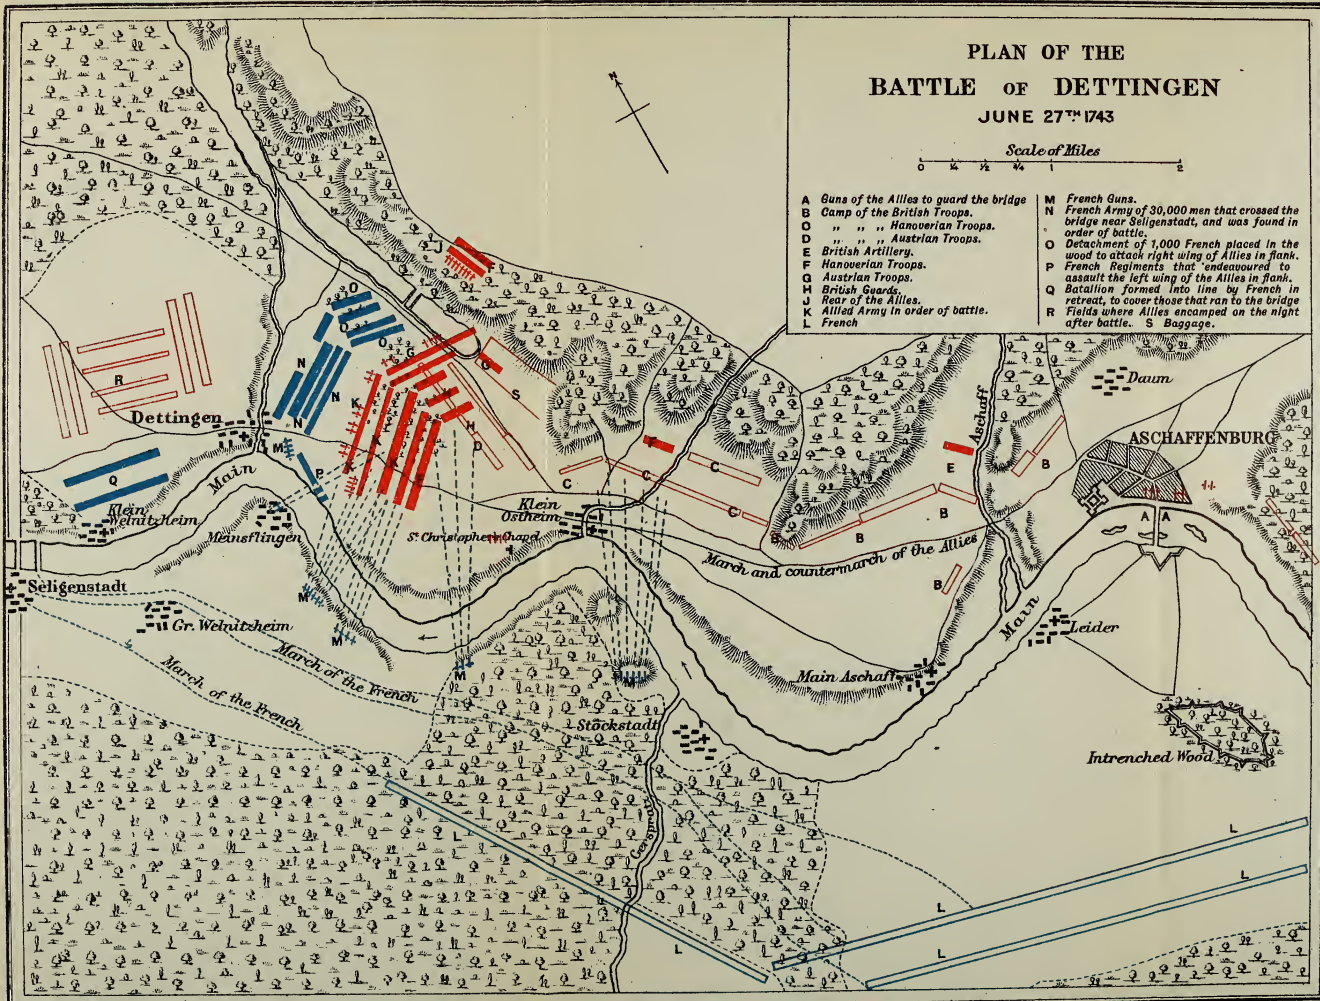 PLAN OF THE
BATTLE OF DETTINGEN
JUNE 27TH 1743
Scale of Miles
0 ¼ ½ ¾ 1 2
A Guns of the Allies to guard the bridge
B Camp of the British Troops.
O „ „ „ Hanoverian Troops.
D „ „ „ Austrian Troops.
E British Artillery.
F Hanoverian Troops.
G Austrian Troops.
H British Guards.
J Rear of the Allies.
K Allied Army in order of battle.
L French
M French Guns.
N French Army of 30,000 men that crossed the
bridge near Seligenstadt, and was found in
order of battle.
O Detachment of 1,000 French placed in the
wood to attack right wing of Allies in flank.
P French Regiments that endeavoured to
assault the left wing of the Allies in flank.
Q Batallion formed into line by French in
retreat, to cover those that ran to the bridge
R Fields where Allies encamped on the night
after battle. S Baggage.
N
J
O
O
O
G
G
N
N
N
K
K
H
D
S
R
Dettingen
M
P
Q
Main
Klein
Welnitzheim
Meinsflingen
Klein
Ostheim
St Christophers Chapel
F
C
C
C
E
Aschaff
B
B
B
B
B
Daum
ASCHAFFENBURG
A A
March and countermarch of the Allies
Seligenstadt
Gr. Welnitzheim
March of the French
March of the French
M
M
M
M
Main
Leider
Main Aschaff
Stockstadt
Gersprantz
Intrenched Wood
L
L
L
L
L
L